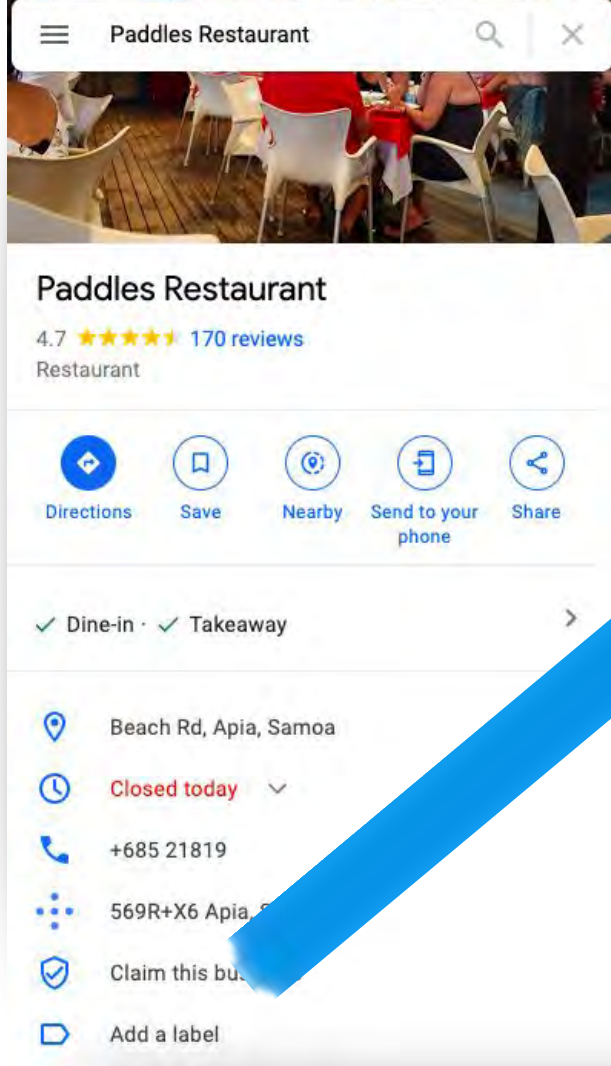 Paddles Restaurant
Paddles Restaurant
4.7 170 reviews
Restaurant
Directions Save Nearby Send to your phone Share
Dine-in · Takeaway
Beach Rd, Apia, Samoa
Closed today
+685 21819
569R+X6 Apia,
Claim this
Add a label